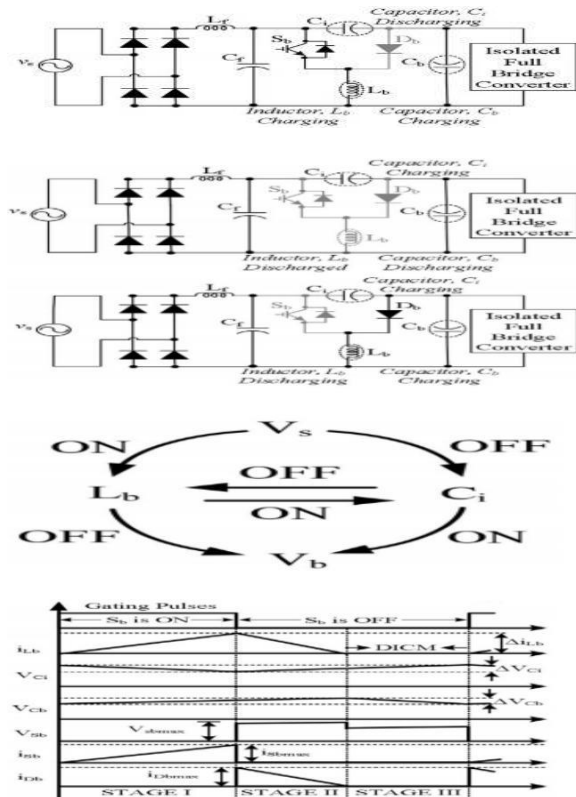 Capacitor, Ci
Discharging
Lf
Ci
Sb
Db
vs
Cf
Cb
Lb
Isolated
Full
Bridge
Converter
Inductor, Lb
Charging
Capacitor, Cb
Charging
Capacitor, Ci
Charging
Lf
Ci
Sb
Db
vs
Cf
Cb
Lb
Isolated
Full
Bridge
Converter
Inductor, Lb
Discharged
Capacitor, Cb
Discharging
Capacitor, Ci
Charging
Lf
Ci
Sb
Db
vs
Cf
Cb
Lb
Isolated
Full
Bridge
Converter
Inductor, Lb
Discharging
Capacitor, Cb
Charging
Vs
ON
OFF
OFF
Lb
Ci
ON
OFF
ON
Vb
Gating Pulses
Sb is ON
Sb is OFF
iLb
DICM
ΔiLb
VCi
ΔVCi
VCb
ΔVCb
VSb
Vsbmax
iSb
iSbmax
iDb
iDbmax
STAGE I
STAGE II
STAGE III